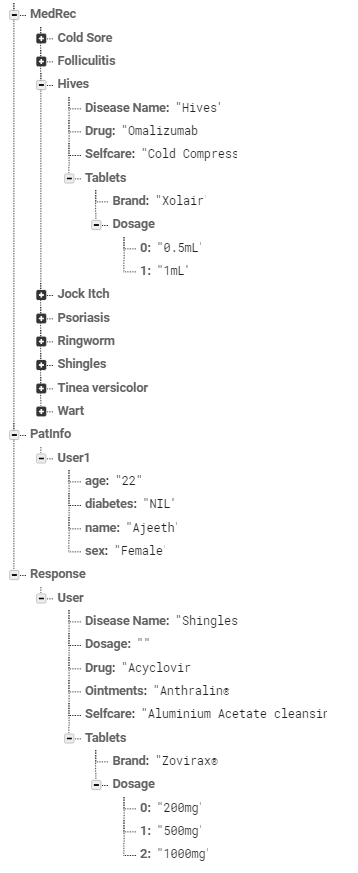 MedRec
Cold Sore
Folliculitis
Hives
Disease Name: "Hives"
Drug: "Omalizumab
Selfcare: "Cold Compress
Tablets
Brand: "Xolair
Dosage
0: "0.5mL"
1: "1mL"
Jock Itch
Psoriasis
Ringworm
Shingles
Tinea versicolor
Wart
PatInfo
User1
age: "22"
diabetes: "NIL"
name: "Ajeeth"
sex: "Female"
Response
User
Disease Name: "Shingles
Dosage: ""
Drug: "Acyclovir
Ointments: "Anthraline
Selfcare: "Aluminium Acetate cleansin
Tablets
Brand: "Zovirax®
Dosage
0: "200mg"
1: "500mg"
2: "1000mg"